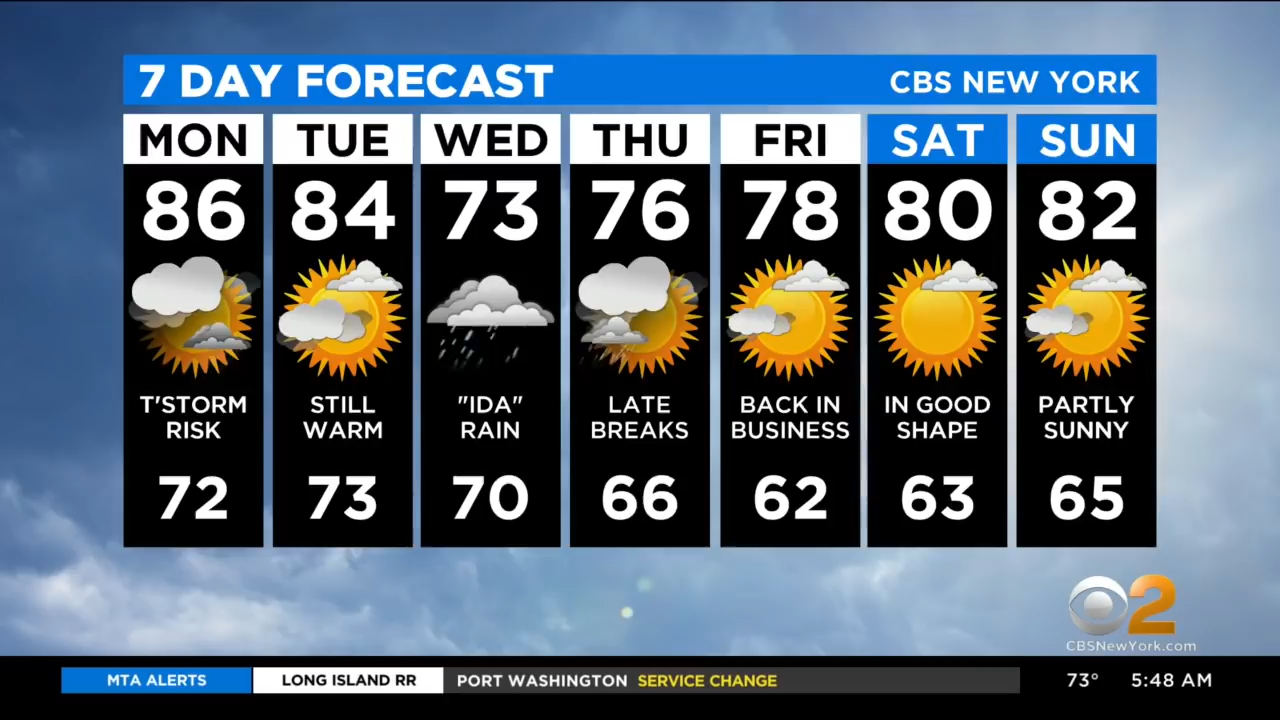 7 DAY FORECAST
CBS NEW YORK
MON TUE WED THU FRI SAT SUN
86 84 73 76 78 80 82
T'STORM RISK
STILL WARM
"IDA" RAIN
LATE BREAKS
BACK IN BUSINESS
IN GOOD SHAPE
PARTLY SUNNY
72 73 70 66 62 63 65
2
CBSNewYork.com
MTA ALERTS LONG ISLAND RR PORT WASHINGTON SERVICE CHANGE 73° 5:48 AM